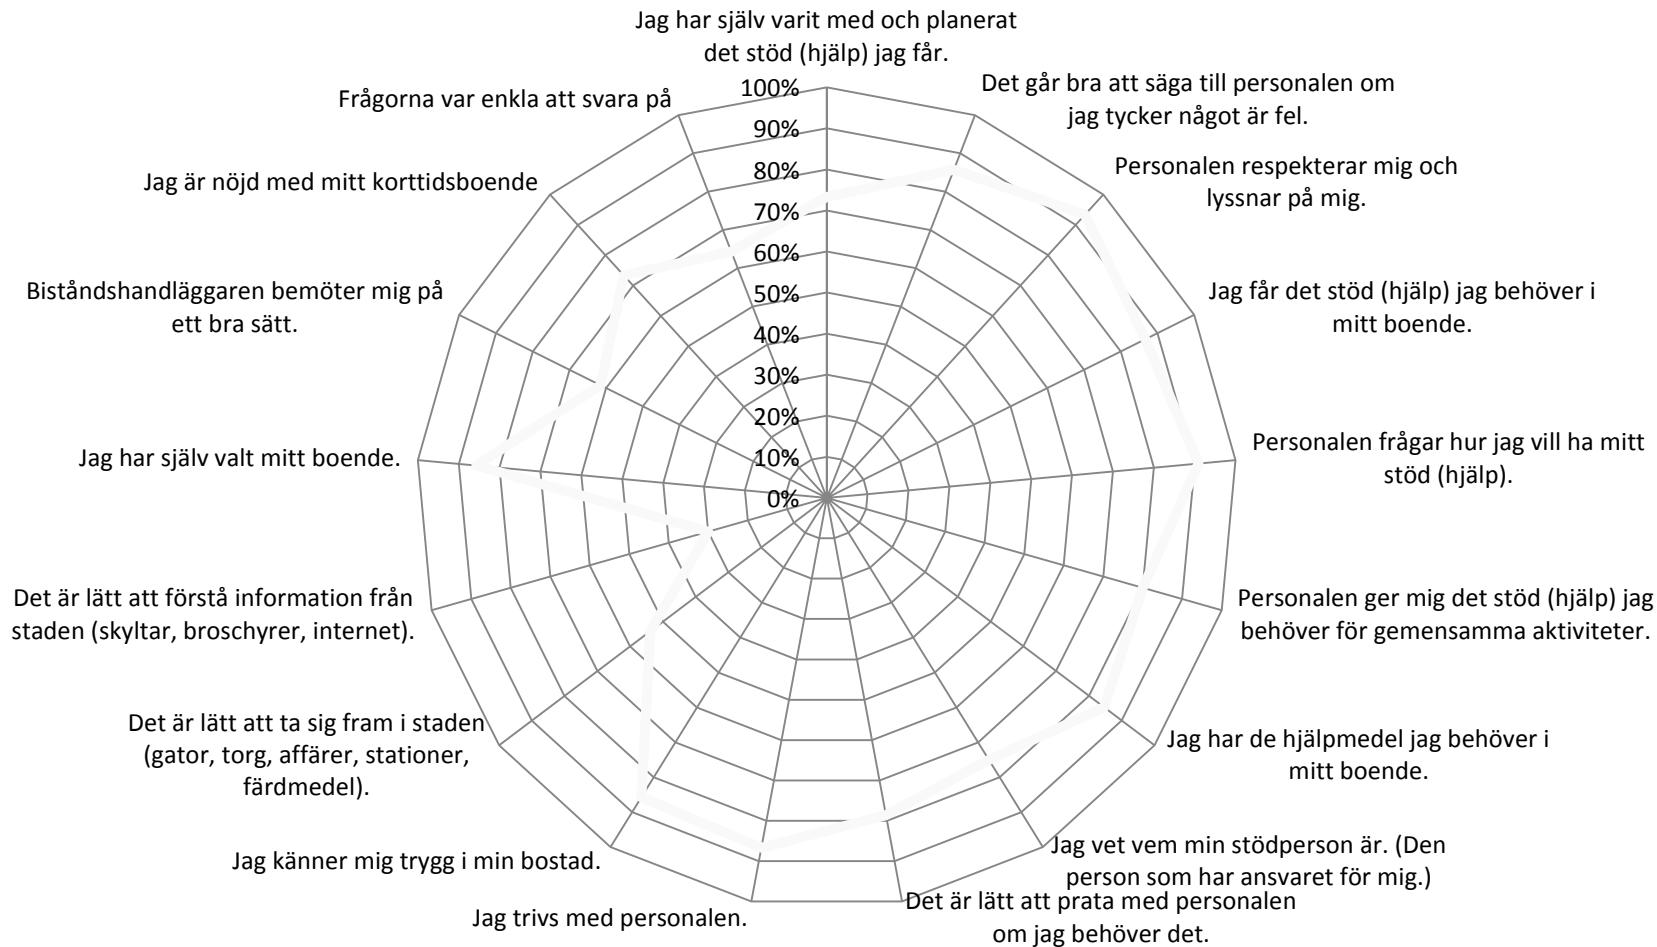 Jag har själv varit med och planerat
det stöd (hjälp) jag får.
Det går bra att säga till personalen om
jag tycker något är fel.
Personalen respekterar mig och
lyssnar på mig.
Jag får det stöd (hjälp) jag behöver i
mitt boende.
Personalen frågar hur jag vill ha mitt
stöd (hjälp).
Personalen ger mig det stöd (hjälp) jag
behöver för gemensamma aktiviteter.
Jag har de hjälpmedel jag behöver i
mitt boende.
Jag vet vem min stödperson är. (Den
person som har ansvaret för mig.)
Det är lätt att prata med personalen
om jag behöver det.
Jag trivs med personalen.
Jag känner mig trygg i min bostad.
Det är lätt att ta sig fram i staden
(gator, torg, affärer, stationer,
färdmedel).
Det är lätt att förstå information från
staden (skyltar, broschyrer, internet).
Jag har själv valt mitt boende.
Biståndshandläggaren bemöter mig på
ett bra sätt.
Jag är nöjd med mitt korttidsboende
Frågorna var enkla att svara på
100%
90%
80%
70%
60%
50%
40%
30%
20%
10%
0%